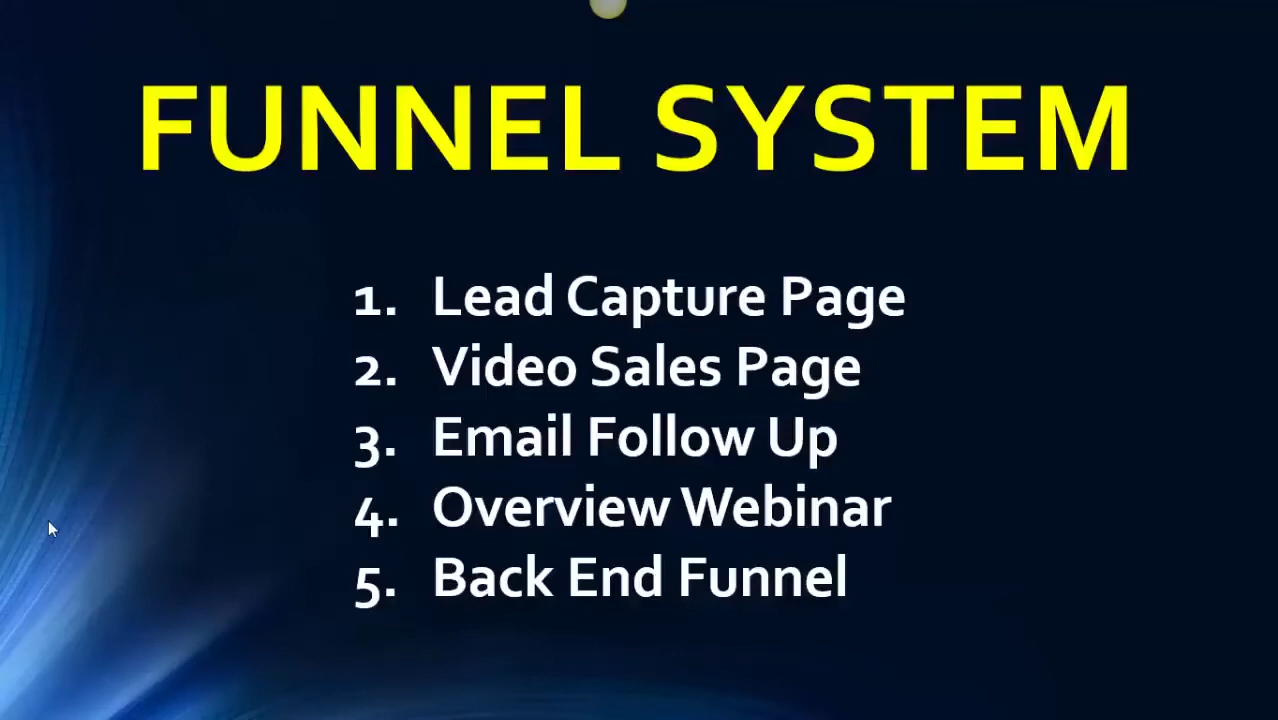 FUNNEL SYSTEM
1. Lead Capture Page
2. Video Sales Page
3. Email Follow Up
4. Overview Webinar
5. Back End Funnel